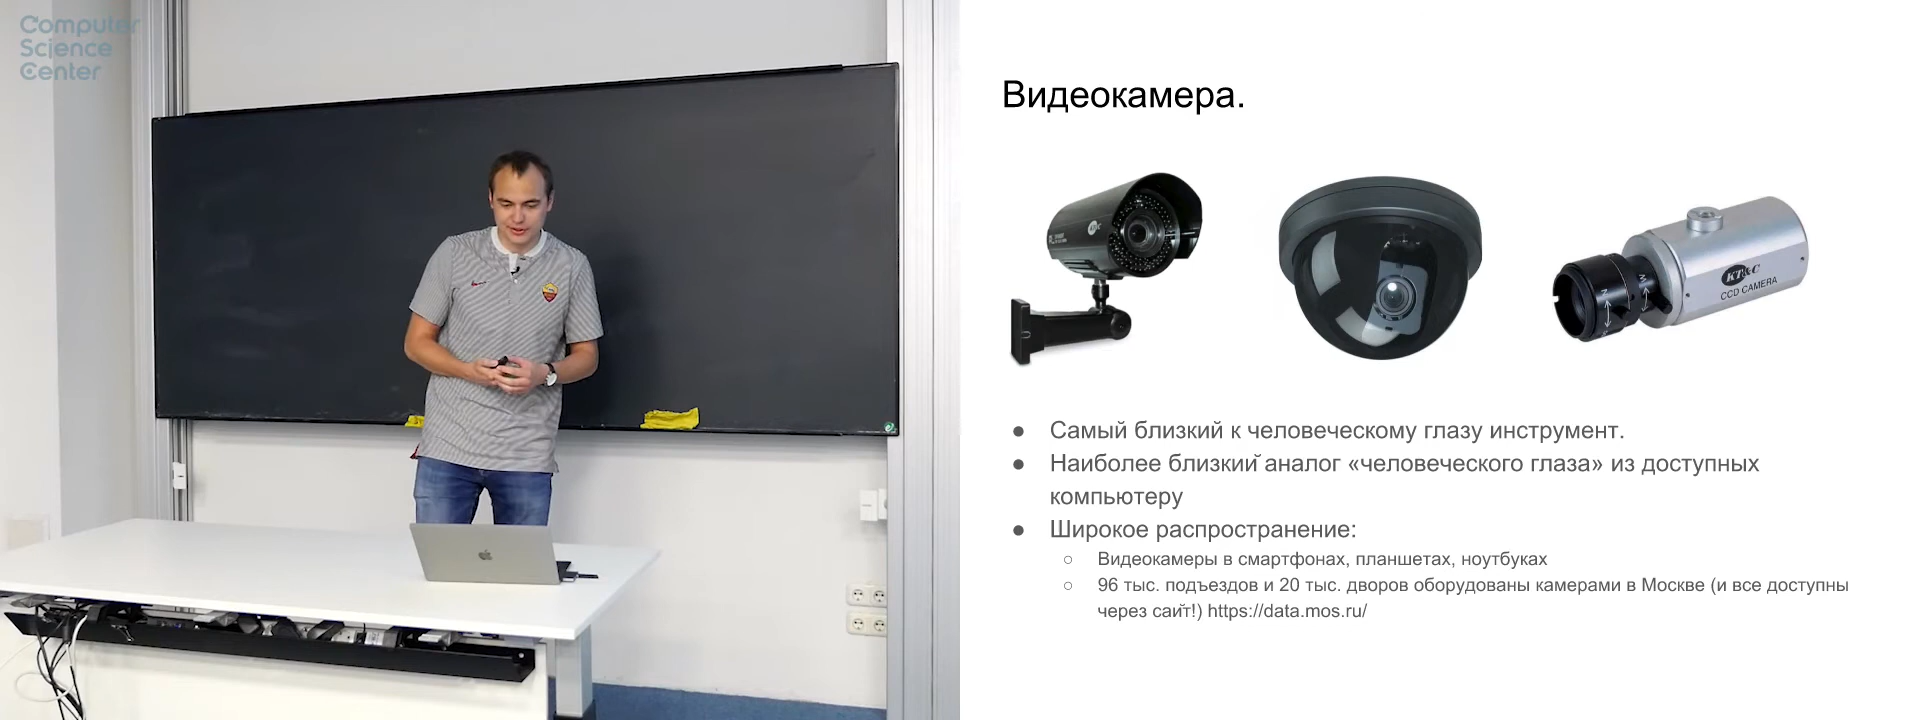 Computer
Science
Center
Видеокамера.
KT&C
KT&C
CCD CAMERA
● Самый близкий к человеческому глазу инструмент.
● Наиболее близкий аналог «человеческого глаза» из доступных
компьютеру
● Широкое распространение:
○ Видеокамеры в смартфонах, планшетах, ноутбуках
○ 96 тыс. подъездов и 20 тыс. дворов оборудованы камерами в Москве (и все доступны
через сайт!) https://data.mos.ru/